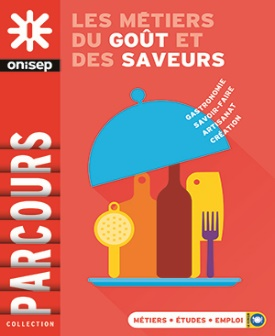 LES MÉTIERS
DU GOÛT ET
DES SAVEURS
onisep
GASTRONOMIE
SAVOIR-FAIRE
ARTISANAT
CRÉATION
PARCOURS
COLLECTION
MÉTIERS • ÉTUDES • EMPLOI